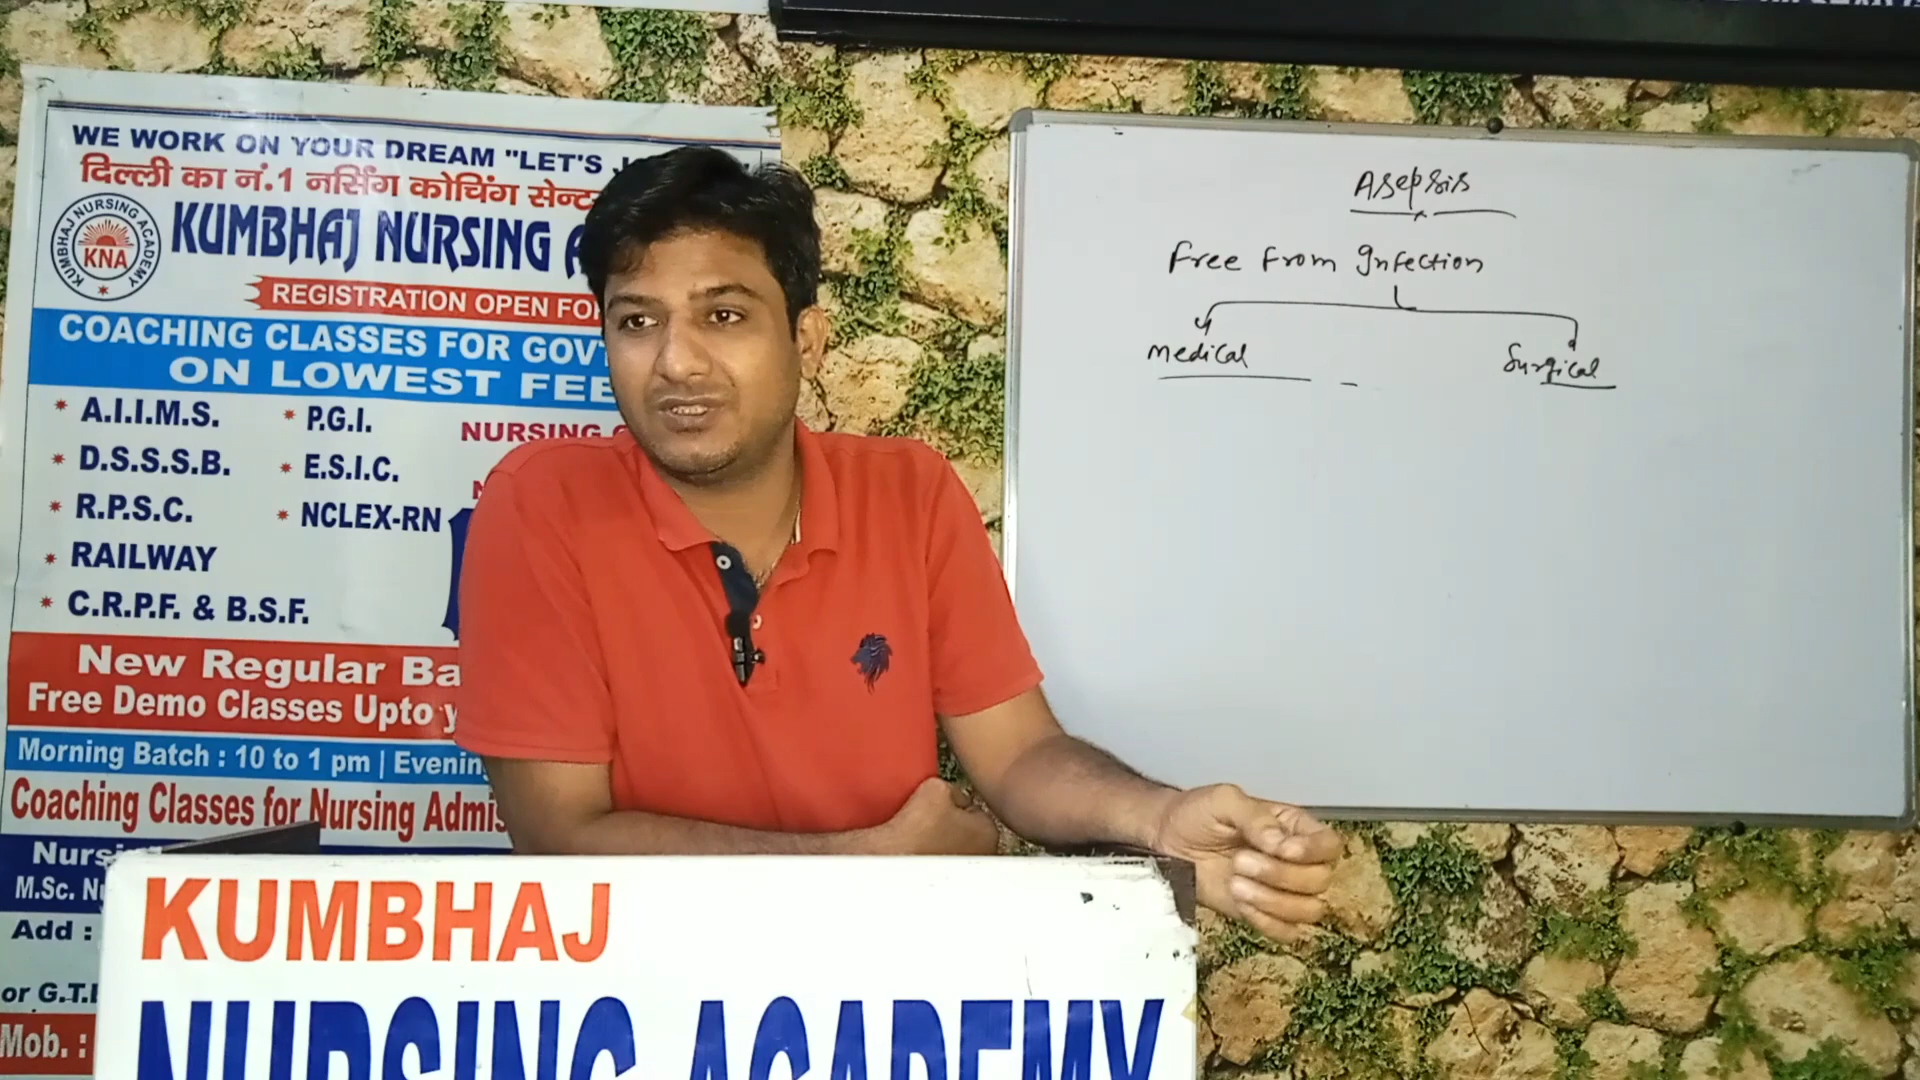 WE WORK ON YOUR DREAM "LET'S
दिल्ली का नं.1 नर्सिंग कोचिंग
KUMBHAJ NURSING ACADEMY
KNA
KUMBHAJ NURSING
REGISTRATION OPEN FO
COACHING CLASSES FOR GOV
ON LOWEST FEE
A.I.I.M.S.
P.G.I.
NURSING
D.S.S.S.B.
E.S.I.C.
R.P.S.C.
NCLEX-RN
RAILWAY
C.R.P.F. & B.S.F.
New Regular Ba
Free Demo Classes Upto
Morning Batch : 10 to 1 pm | Evenin
Coaching Classes for Nursing Admis
Nurs
M.Sc. N
Add :
or G.T.
Mob. :
KUMBHAJ
NURSING ACADEMY
Asepsis
Free From Infection
Medical
Surgical